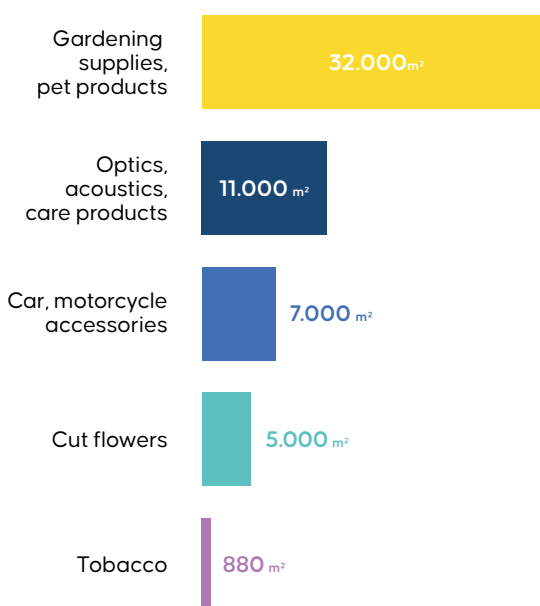 Gardening
supplies,
pet products
32.000m²
Optics,
acoustics,
care products
11.000 m²
Car, motorcycle
accessories
7.000 m²
Cut flowers
5.000 m²
Tobacco
880 m²